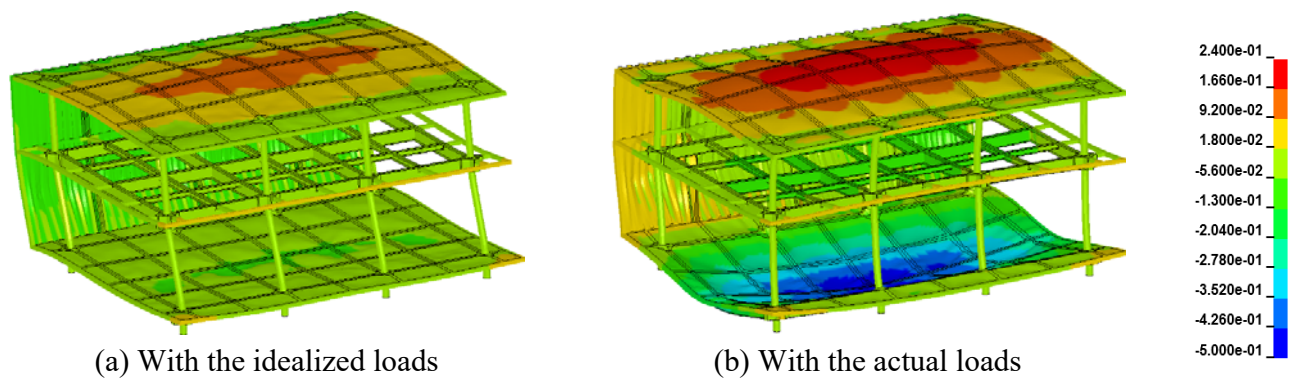 2.400e-01
1.660e-01
9.200e-02
1.800e-02
-5.600e-02
-1.300e-01
-2.040e-01
-2.780e-01
-3.520e-01
-4.260e-01
-5.000e-01
(a) With the idealized loads
(b) With the actual loads